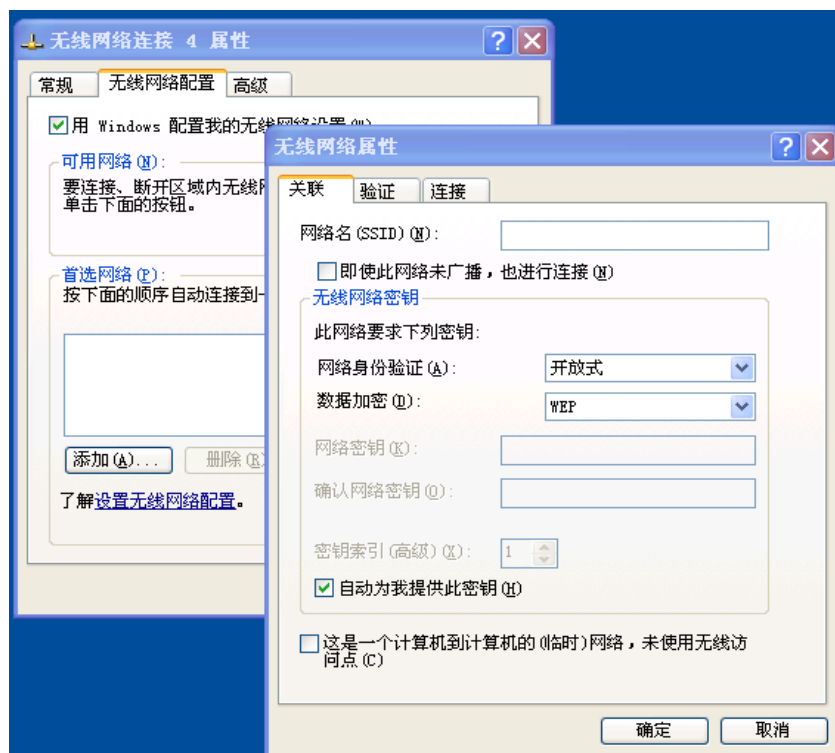 无线网络连接 4 属性
常规
无线网络配置
高级
用 Windows 配置我的无线网络设置(W)
可用网络(N):
要连接、断开区域内无线网
单击下面的按钮。
首选网络(P):
按下面的顺序自动连接到一
添加(A)...
删除(R)
了解设置无线网络配置。
无线网络属性
关联
验证
连接
网络名(SSID)(N):
即使此网络未广播,也进行连接(N)
无线网络密钥
此网络要求下列密钥:
网络身份验证(A):
开放式
数据加密(D):
WEP
网络密钥(K):
确认网络密钥(O):
密钥索引(高级)(X):
1
自动为我提供此密钥(H)
这是一个计算机到计算机的(临时)网络,未使用无线访
问点(C)
确定
取消